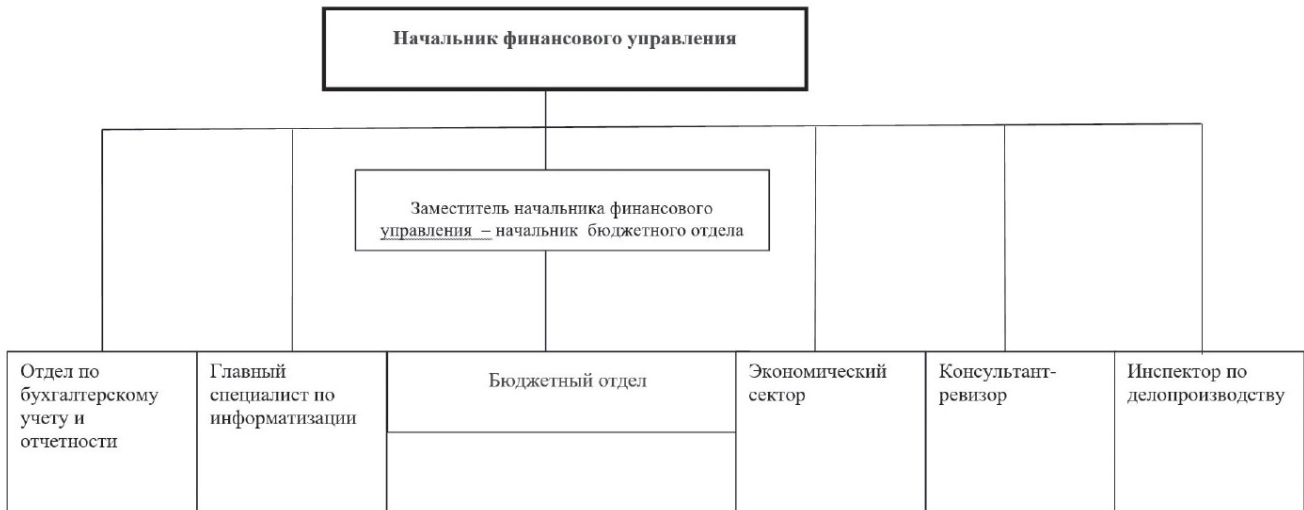 Начальник финансового управления
Заместитель начальника финансового
управления – начальник бюджетного отдела
Отдел по
бухгалтерскому
учету и
отчетности
Главный
специалист по
информатизации
Бюджетный отдел
Экономический
сектор
Консультант-
ревизор
Инспектор по
делопроизводству